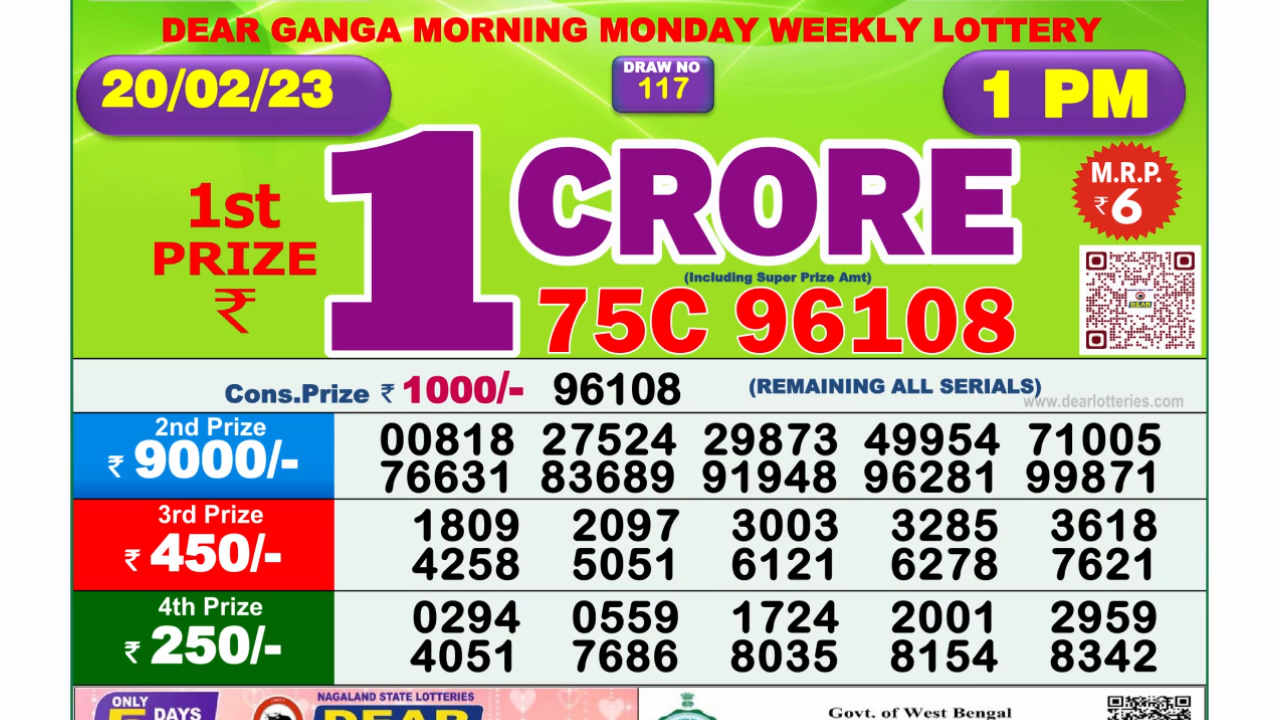 DEAR GANGA MORNING MONDAY WEEKLY LOTTERY
20/02/23
DRAW NO
117
1 PM
1st
PRIZE
₹
1 CRORE
(Including Super Prize Amt)
75C 96108
M.R.P.
₹6
DEAR
Cons.Prize ₹ 1000/- 96108 (REMAINING ALL SERIALS)
www.dearlotteries.com
2nd Prize
₹ 9000/-
00818 27524 29873 49954 71005
76631 83689 91948 96281 99871
3rd Prize
₹ 450/-
1809 2097 3003 3285 3618
4258 5051 6121 6278 7621
4th Prize
₹ 250/-
0294 0559 1724 2001 2959
4051 7686 8035 8154 8342
ONLY
5 DAYS
NAGALAND STATE LOTTERIES
DEAR
Govt. of West Bengal